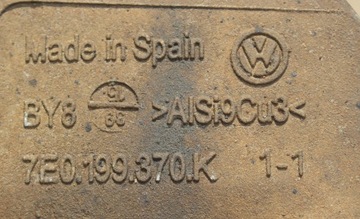 Made in Spain
BY8 >AlSi9Cu3<
7E0.199.370.K 1-1